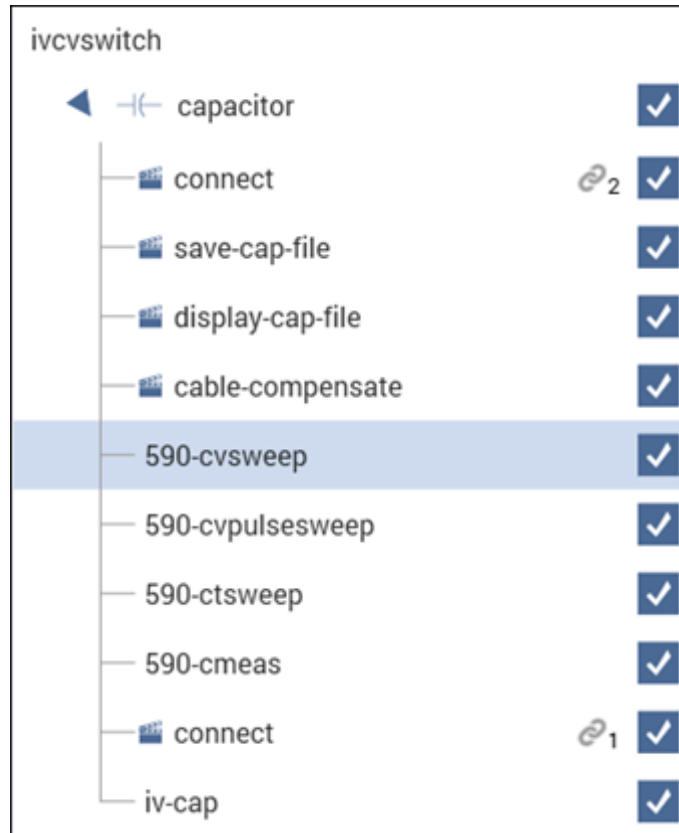 ivcvswitch
capacitor
connect 2
save-cap-file
display-cap-file
cable-compensate
590-cvsweep
590-cvpulsesweep
590-ctsweep
590-cmeas
connect 1
iv-cap